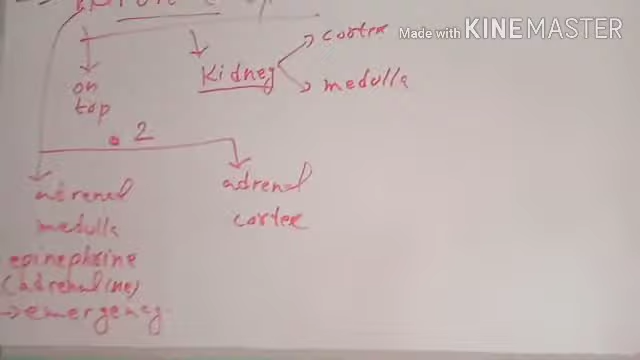 Made with KINEMASTER
cortex
Kidney
medulla
on
top
2
adrenal
medulla
epinephrine
(adrenaline)
→ emergency
adrenal
cortex